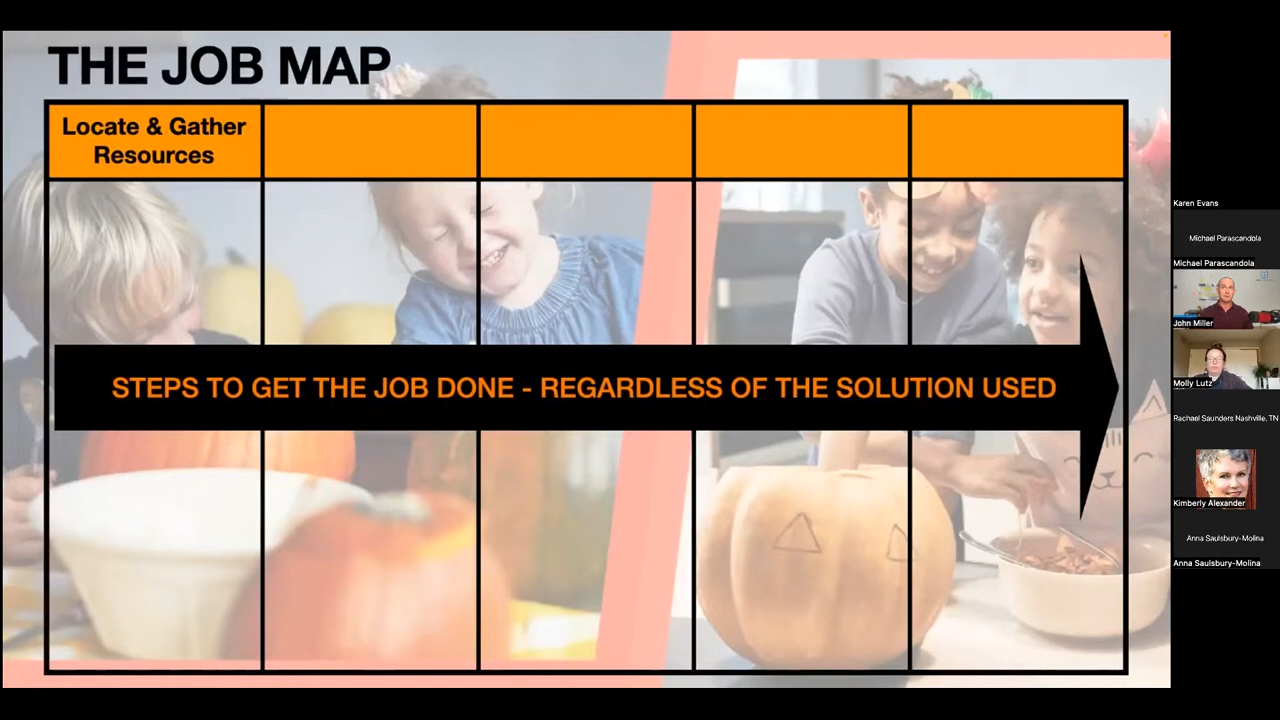 THE JOB MAP
Locate & Gather
Resources
STEPS TO GET THE JOB DONE - REGARDLESS OF THE SOLUTION USED
Karen Evans
Michael Parascandola
Michael Parascandola
John Miller
Molly Lutz
Rachael Saunders Nashville, TN
Kimberly Alexander
Anna Saulsbury-Molina
Anna Saulsbury-Molina